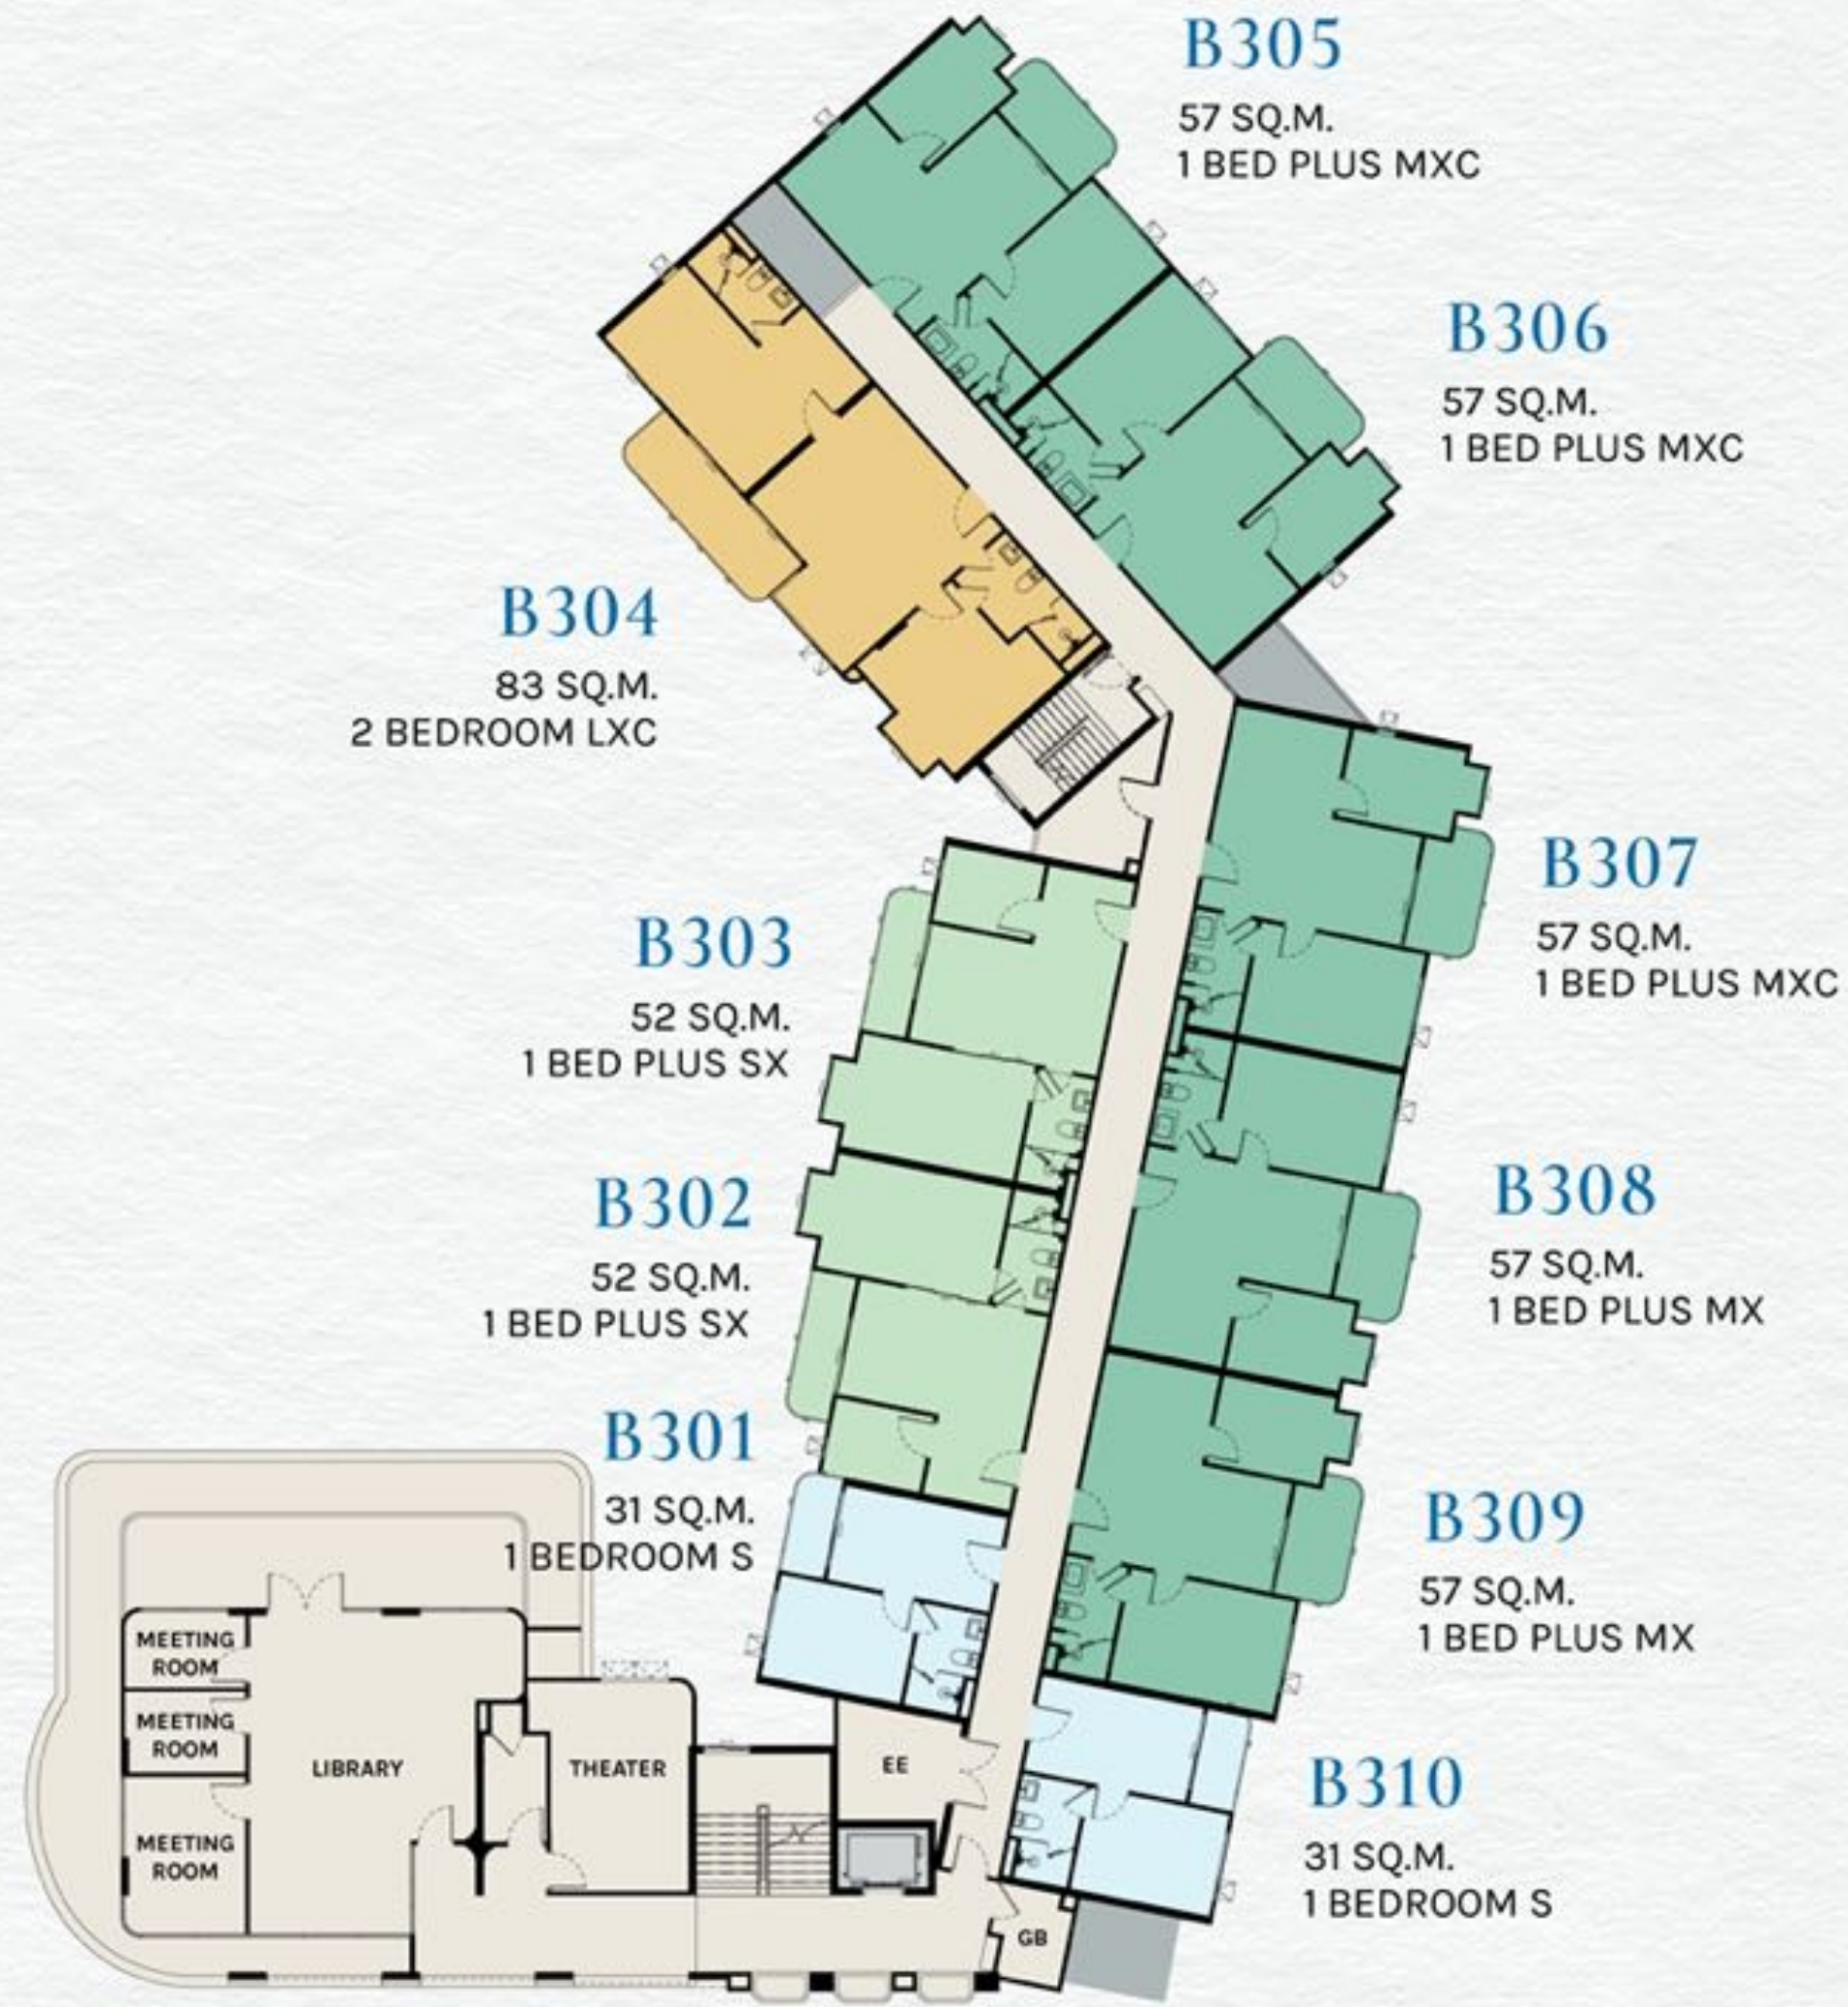 B305
57 SQ.M.
1 BED PLUS MXC
B306
57 SQ.M.
1 BED PLUS MXC
B304
83 SQ.M.
2 BEDROOM LXC
B307
57 SQ.M.
1 BED PLUS MXC
B303
52 SQ.M.
1 BED PLUS SX
B308
57 SQ.M.
1 BED PLUS MX
B302
52 SQ.M.
1 BED PLUS SX
B301
31 SQ.M.
1 BEDROOM S
B309
57 SQ.M.
1 BED PLUS MX
MEETING
ROOM
MEETING
ROOM
LIBRARY
THEATER
EE
B310
31 SQ.M.
1 BEDROOM S
MEETING
ROOM
GB